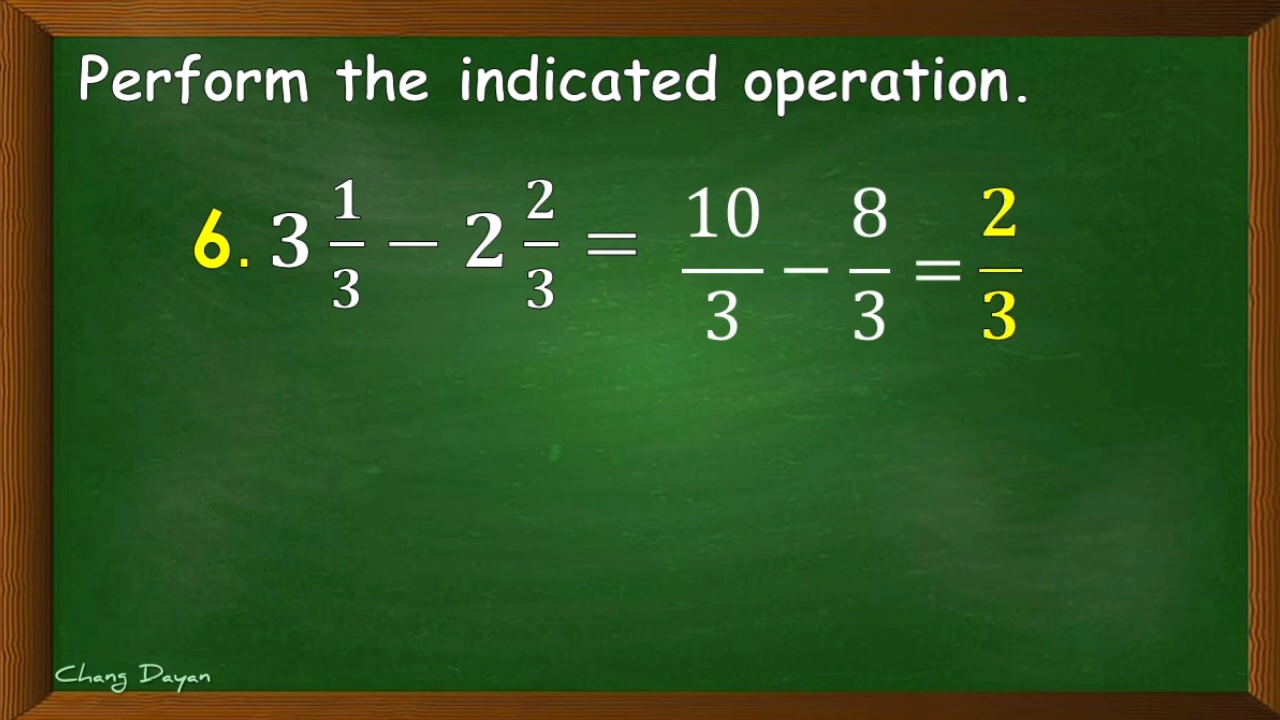 Perform the indicated operation.
6. 3 1/3 − 2 2/3 = 10/3 − 8/3 = 2/3
Chang Dayan